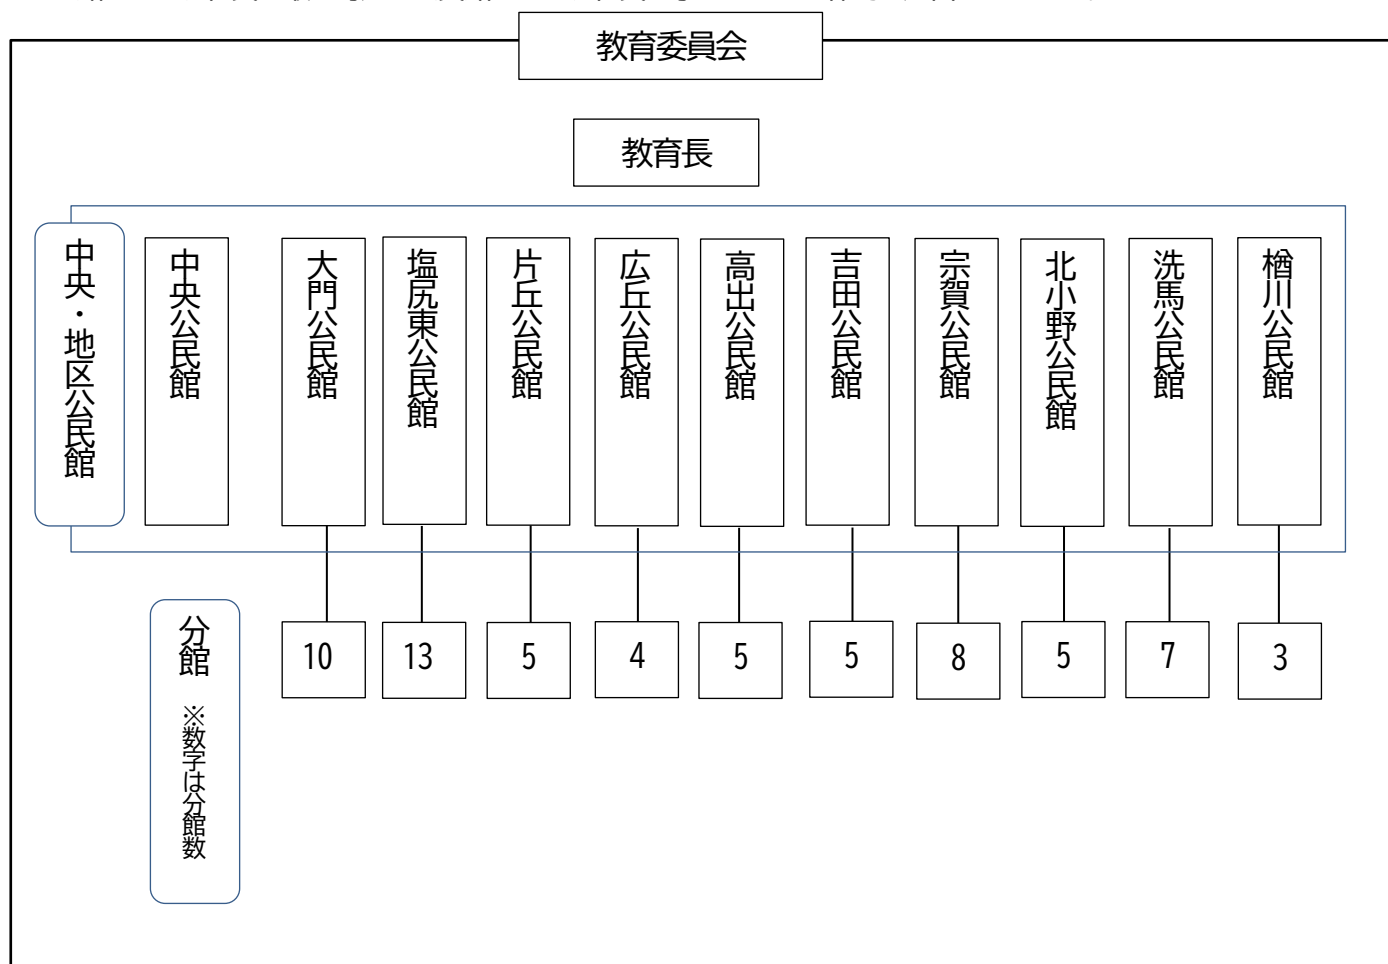 教育委員会
教育長
中央・地区公民館
中央公民館
大門公民館
塩尻東公民館
片丘公民館
広丘公民館
高出公民館
吉田公民館
宗賀公民館
北小野公民館
洗馬公民館
楢川公民館
分館 ※数字は分館数
10
13
5
4
5
5
8
5
7
3